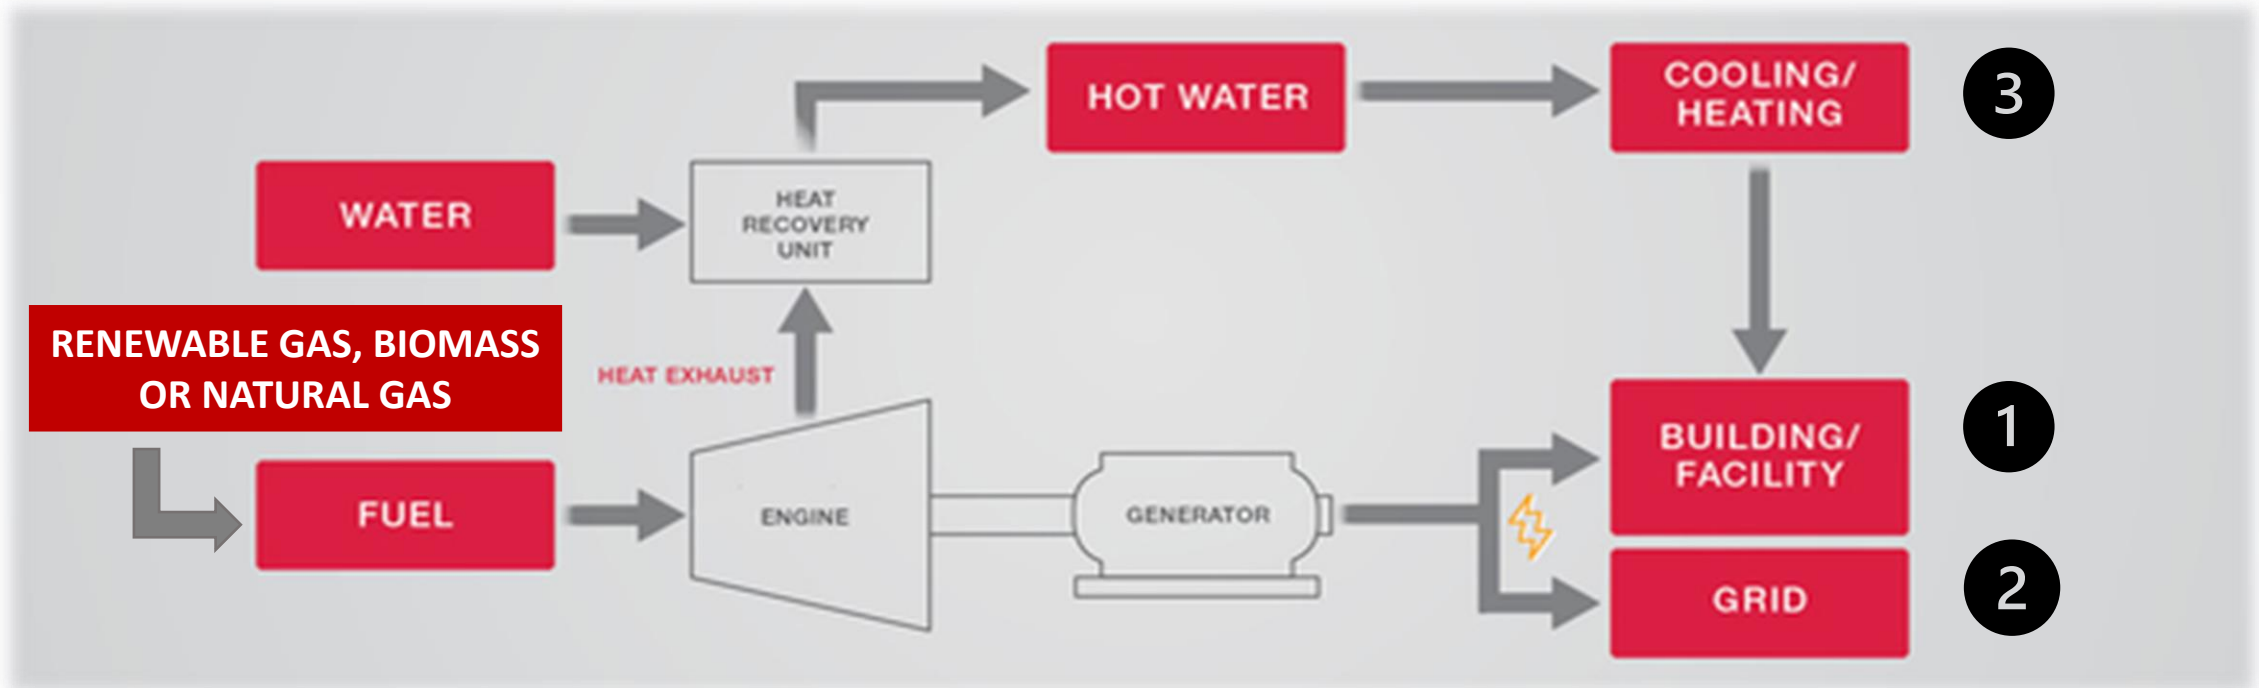 HOT WATER
COOLING/
HEATING
3
WATER
HEAT
RECOVERY
UNIT
RENEWABLE GAS, BIOMASS
OR NATURAL GAS
HEAT EXHAUST
FUEL
ENGINE
GENERATOR
BUILDING/
FACILITY
1
GRID
2